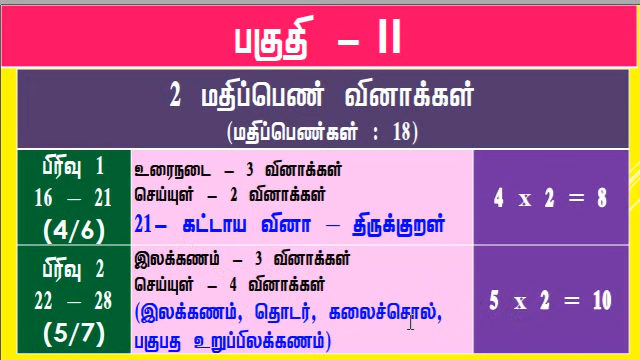 பகுதி – II
2 மதிப்பெண் வினாக்கள்
(மதிப்பெண்கள் : 18)
பிரிவு 1
16 – 21
(4/6)
உரைநடை – 3 வினாக்கள்
செய்யுள் – 2 வினாக்கள்
21– கட்டாய வினா – திருக்குறள்
4 x 2 = 8
பிரிவு 2
22 – 28
(5/7)
இலக்கணம் – 3 வினாக்கள்
செய்யுள் – 4 வினாக்கள்
(இலக்கணம், தொடர், கலைச்சொல்,
பகுபத உறுப்பிலக்கணம்)
5 x 2 = 10